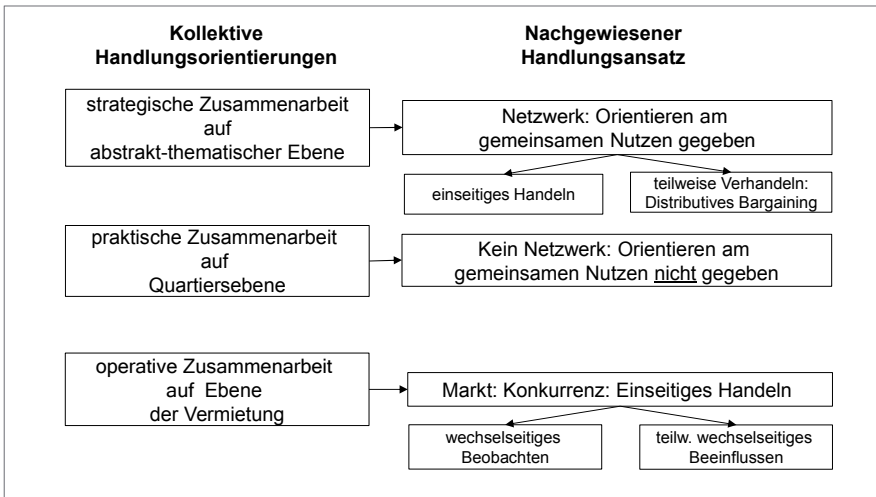 Kollektive
Handlungsorientierungen
Nachgewiesener
Handlungsansatz
strategische Zusammenarbeit
auf
abstrakt-thematischer Ebene
Netzwerk: Orientieren am
gemeinsamen Nutzen gegeben
einseitiges Handeln
teilweise Verhandeln:
Distributives Bargaining
praktische Zusammenarbeit
auf
Quartiersebene
Kein Netzwerk: Orientieren am
gemeinsamen Nutzen nicht gegeben
operative Zusammenarbeit
auf Ebene
der Vermietung
Markt: Konkurrenz: Einseitiges Handeln
wechselseitiges
Beobachten
teilw. wechselseitiges
Beeinflussen